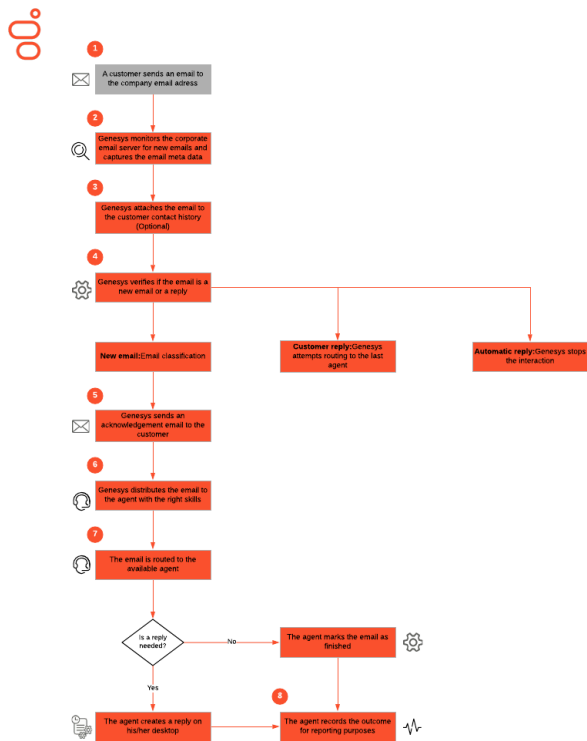 1
A customer sends an email to
the company email adress
2
Genesys monitors the corporate
email server for new emails and
captures the email meta data
3
Genesys attaches the email to
the customer contact history
(Optional)
4
Genesys verifies if the email is a
new email or a reply
New email:Email classification
Customer reply:Genesys
attempts routing to the last
agent
Automatic reply:Genesys stops
the interaction
5
Genesys sends an
acknowledgement email to the
customer
6
Genesys distributes the email to
the agent with the right skills
7
The email is routed to the
available agent
Is a reply
needed?
No
The agent marks the email as
finished
Yes
8
The agent creates a reply on
his/her desktop
The agent records the outcome
for reporting purposes